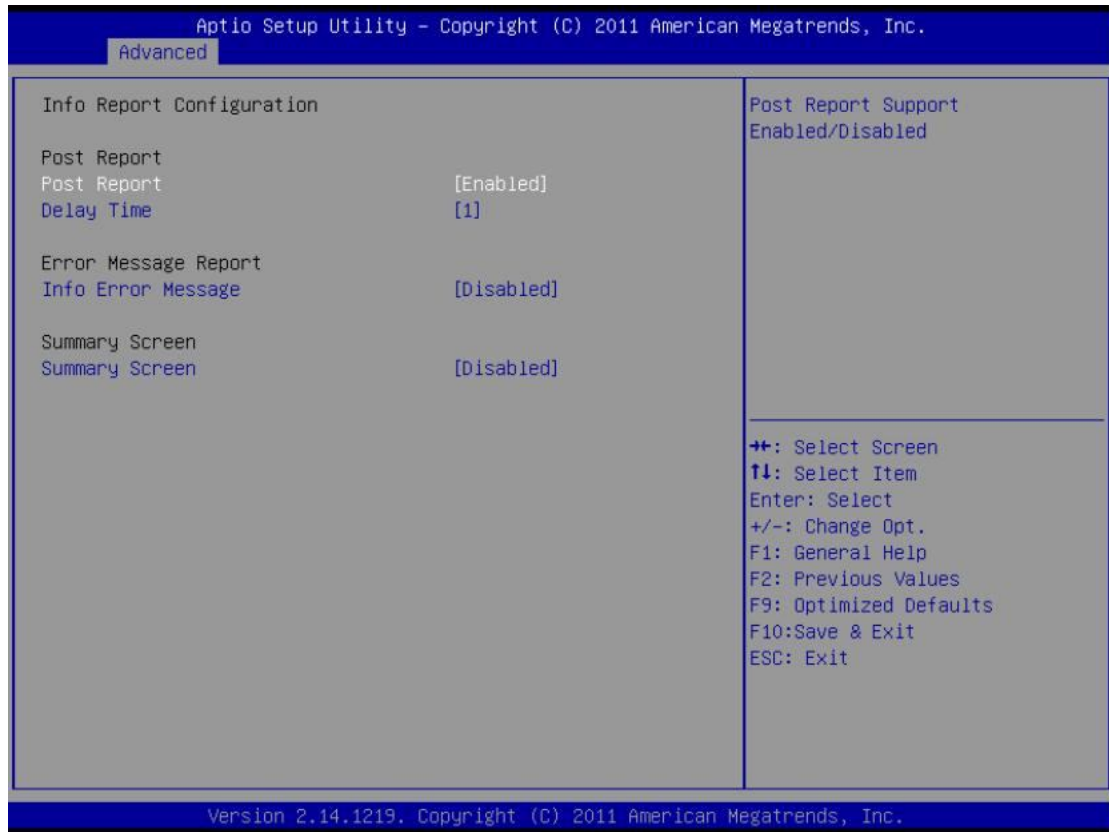 Aptio Setup Utility – Copyright (C) 2011 American Megatrends, Inc.
Advanced
Info Report Configuration
Post Report
Post Report [Enabled]
Delay Time [1]
Error Message Report
Info Error Message [Disabled]
Summary Screen
Summary Screen [Disabled]
Post Report Support
Enabled/Disabled
→←: Select Screen
↑↓: Select Item
Enter: Select
+/-: Change Opt.
F1: General Help
F2: Previous Values
F9: Optimized Defaults
F10:Save & Exit
ESC: Exit
Version 2.14.1219. Copyright (C) 2011 American Megatrends, Inc.